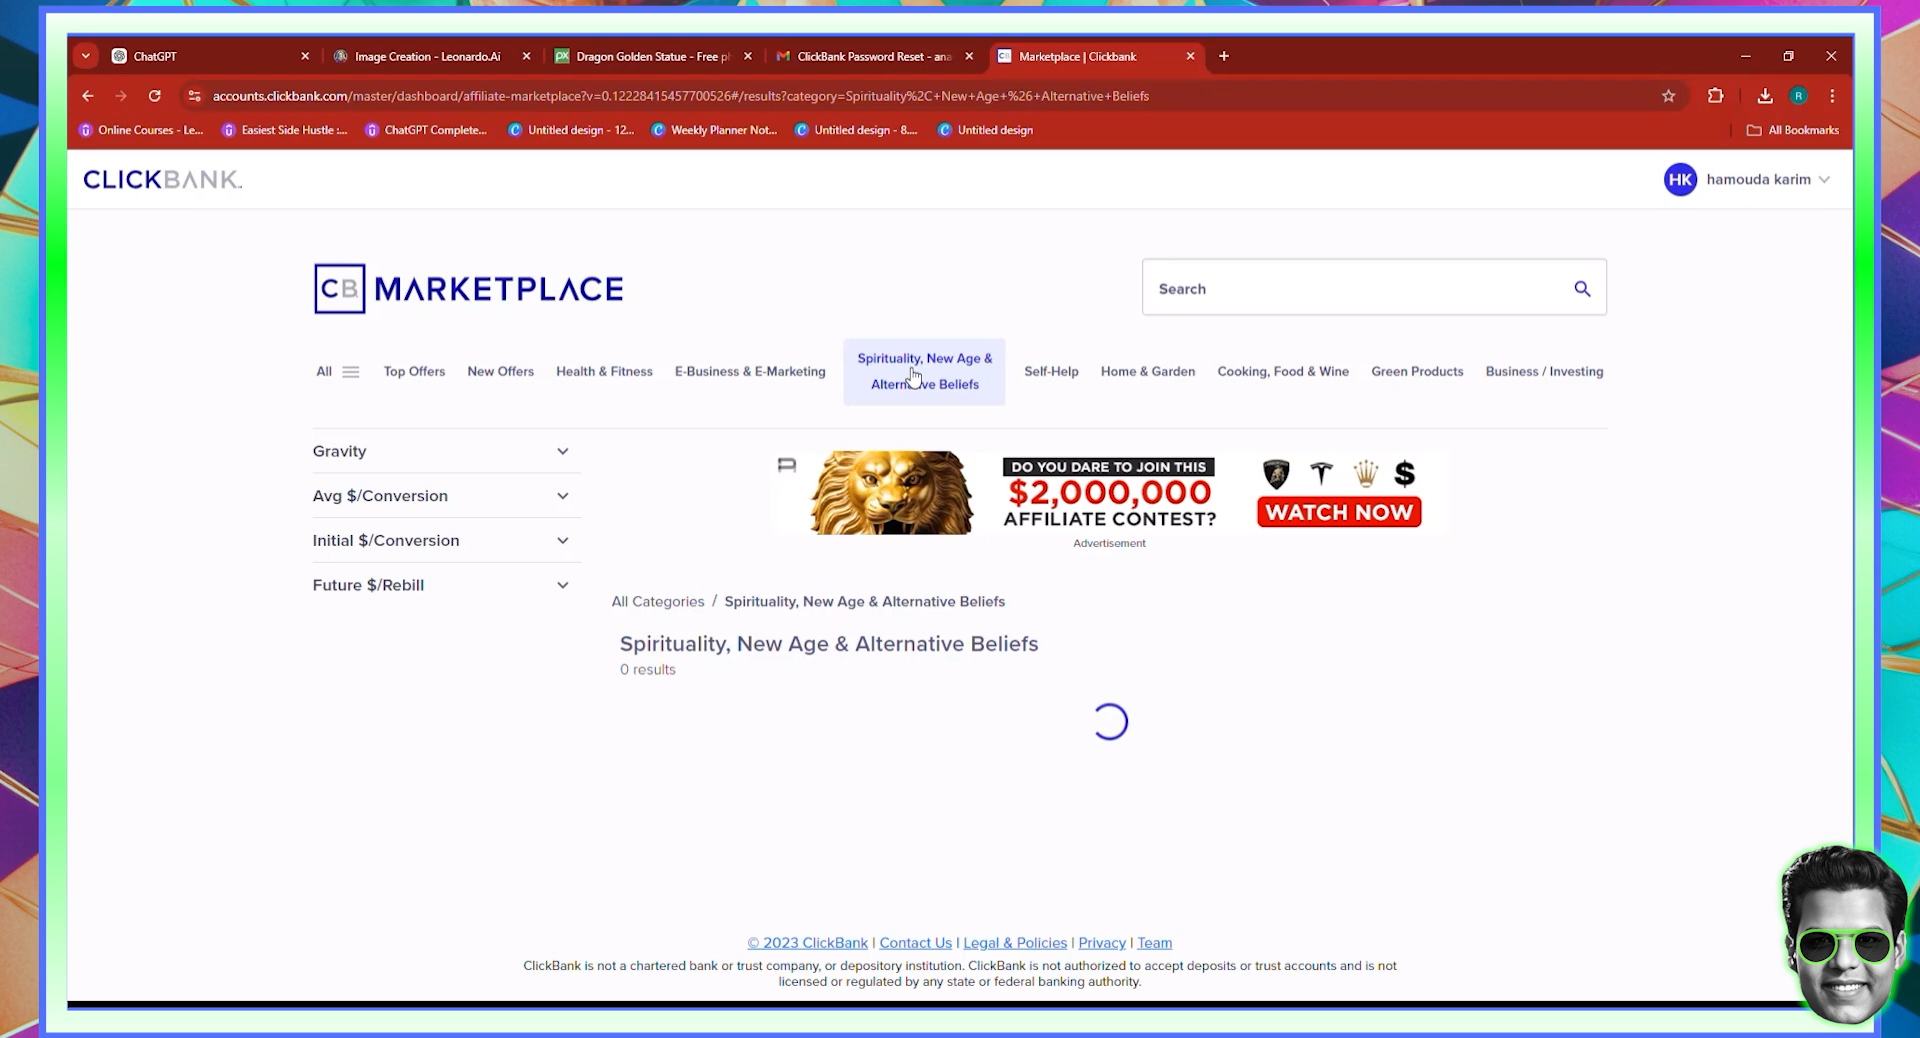 ChatGPT
Image Creation - Leonardo.Ai
Dragon Golden Statue - Free ph
ClickBank Password Reset - ana
Marketplace | Clickbank
accounts.clickbank.com/master/dashboard/affiliate-marketplace?v=0.12228415457700526#/results?category=Spirituality%2C+New+Age+%26+Alternative+Beliefs
R
Online Courses - Le...
Easiest Side Hustle :...
ChatGPT Complete...
Untitled design - 12...
Weekly Planner Not...
Untitled design - 8....
Untitled design
All Bookmarks
CLICKBANK
HK hamouda karim
CB MARKETPLACE
Search
All
Top Offers
New Offers
Health & Fitness
E-Business & E-Marketing
Spirituality, New Age &
Alternative Beliefs
Self-Help
Home & Garden
Cooking, Food & Wine
Green Products
Business / Investing
Gravity
Avg $/Conversion
Initial $/Conversion
Future $/Rebill
DO YOU DARE TO JOIN THIS
$2,000,000
AFFILIATE CONTEST?
WATCH NOW
Advertisement
All Categories / Spirituality, New Age & Alternative Beliefs
Spirituality, New Age & Alternative Beliefs
0 results
© 2023 ClickBank | Contact Us | Legal & Policies | Privacy | Team
ClickBank is not a chartered bank or trust company, or depository institution. ClickBank is not authorized to accept deposits or trust accounts and is not
licensed or regulated by any state or federal banking authority.